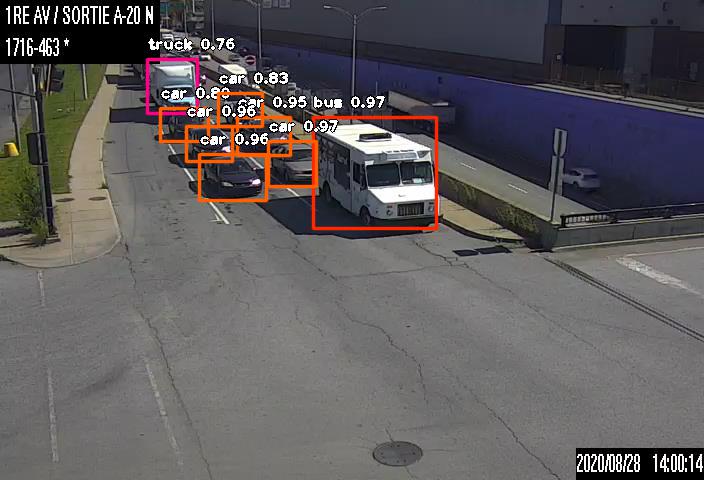 1RE AV / SORTIE A-20 N
1716-463 *
truck 0.76
car 0.83
car 0.80
car 0.95
bus 0.97
car 0.96
car 0.97
car 0.96
2020/08/28 14:00:14